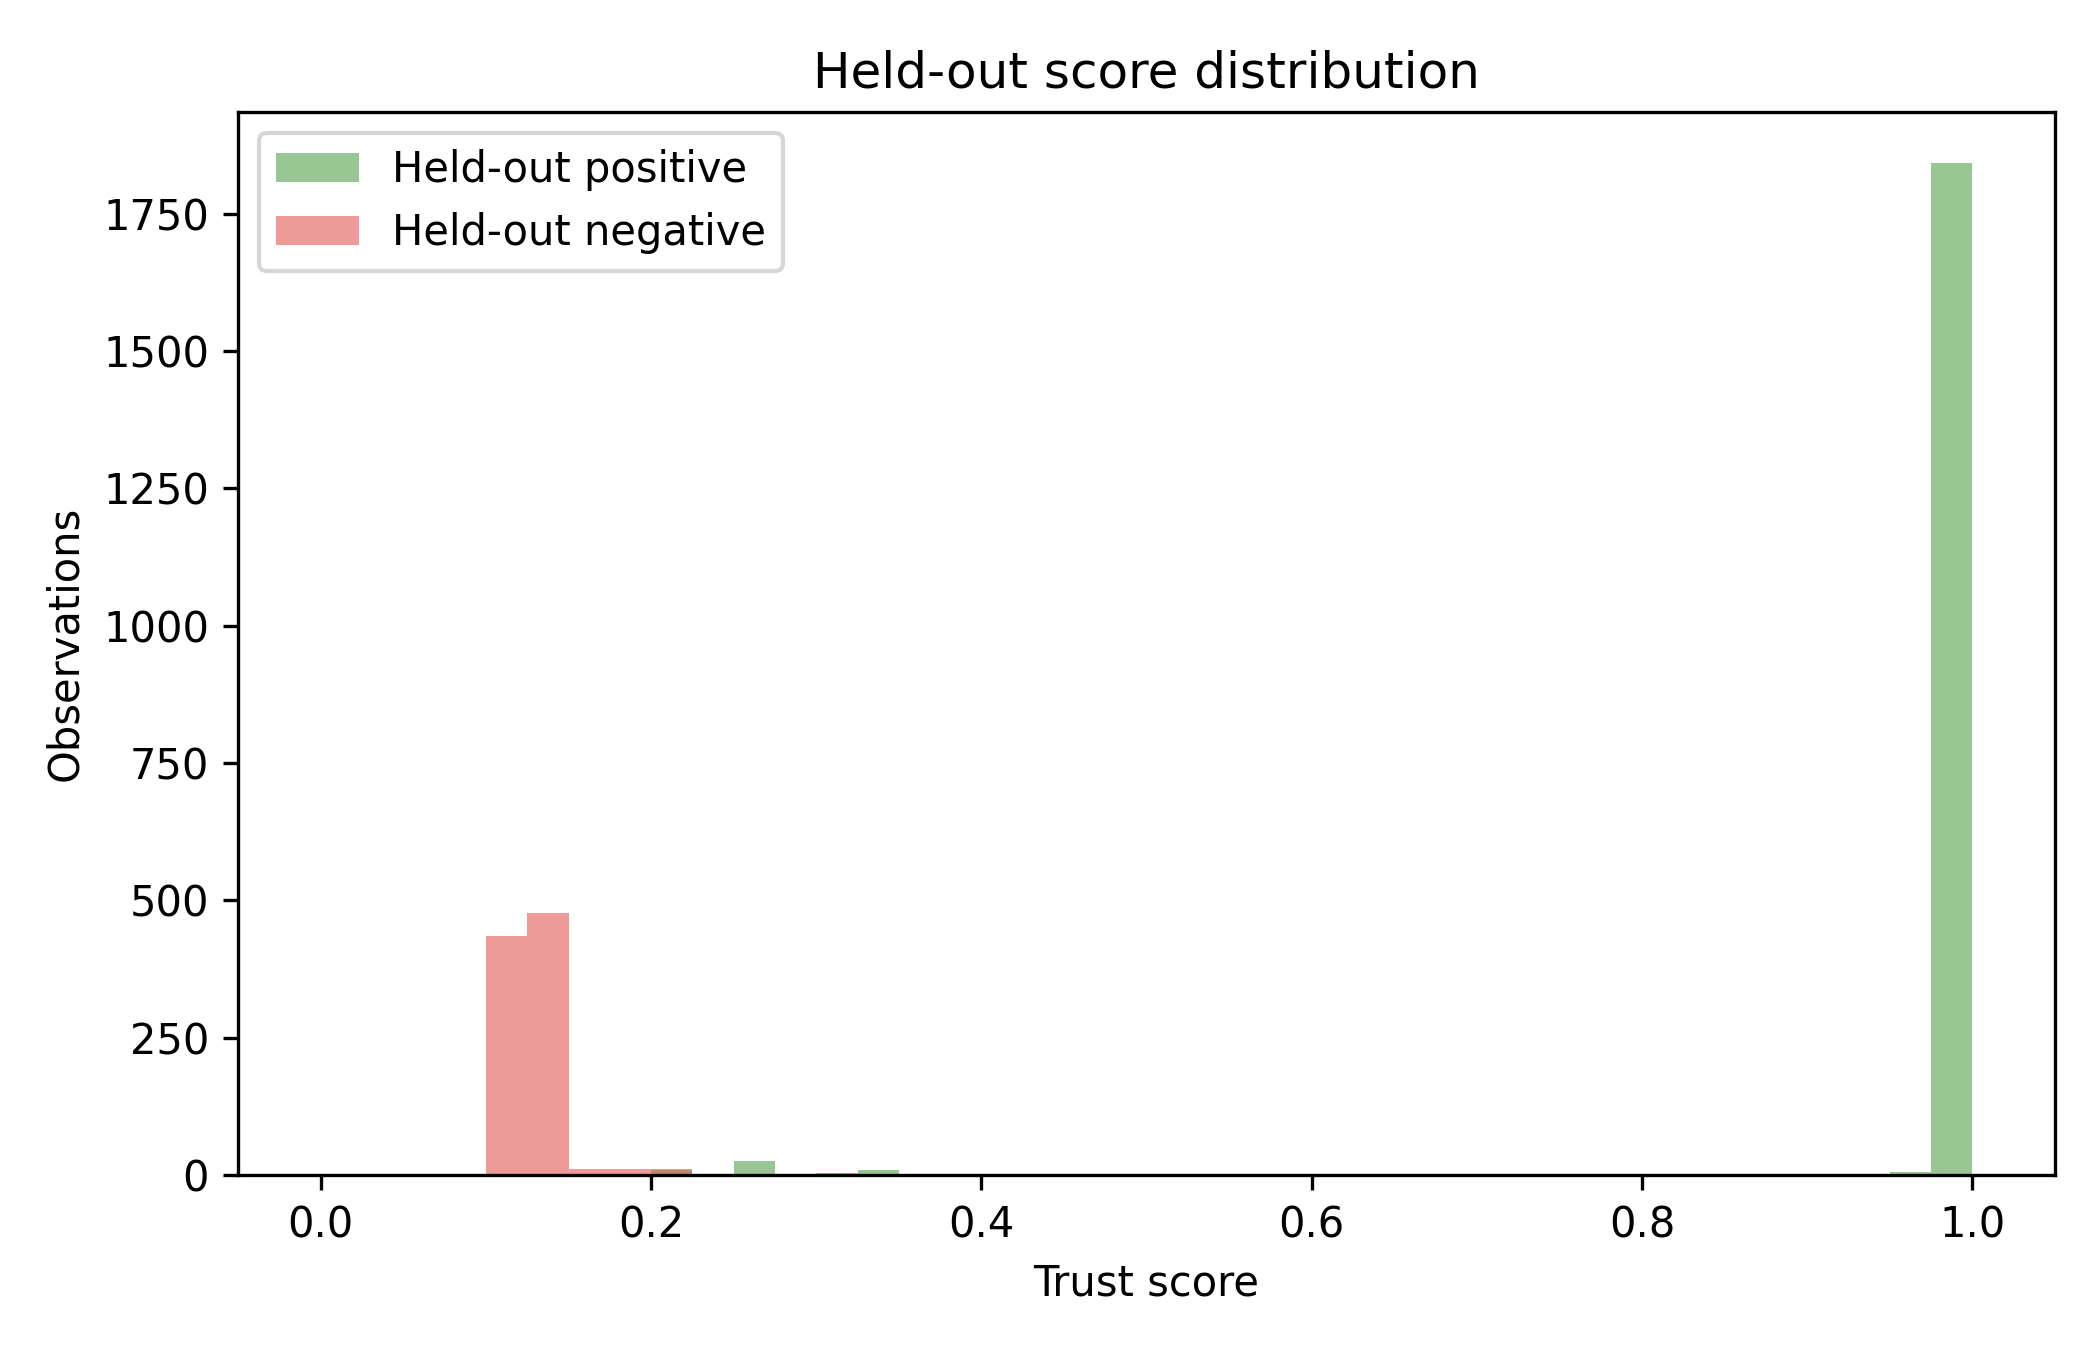 Held-out score distribution
Held-out positive
Held-out negative
1750
1500
1250
1000
750
500
250
0
Observations
0.0 0.2 0.4 0.6 0.8 1.0
Trust score